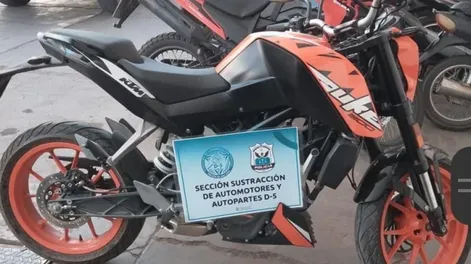 KTM
DUKE
SECCIÓN SUSTRACCIÓN
DE AUTOMOTORES Y
AUTOPARTES D-5